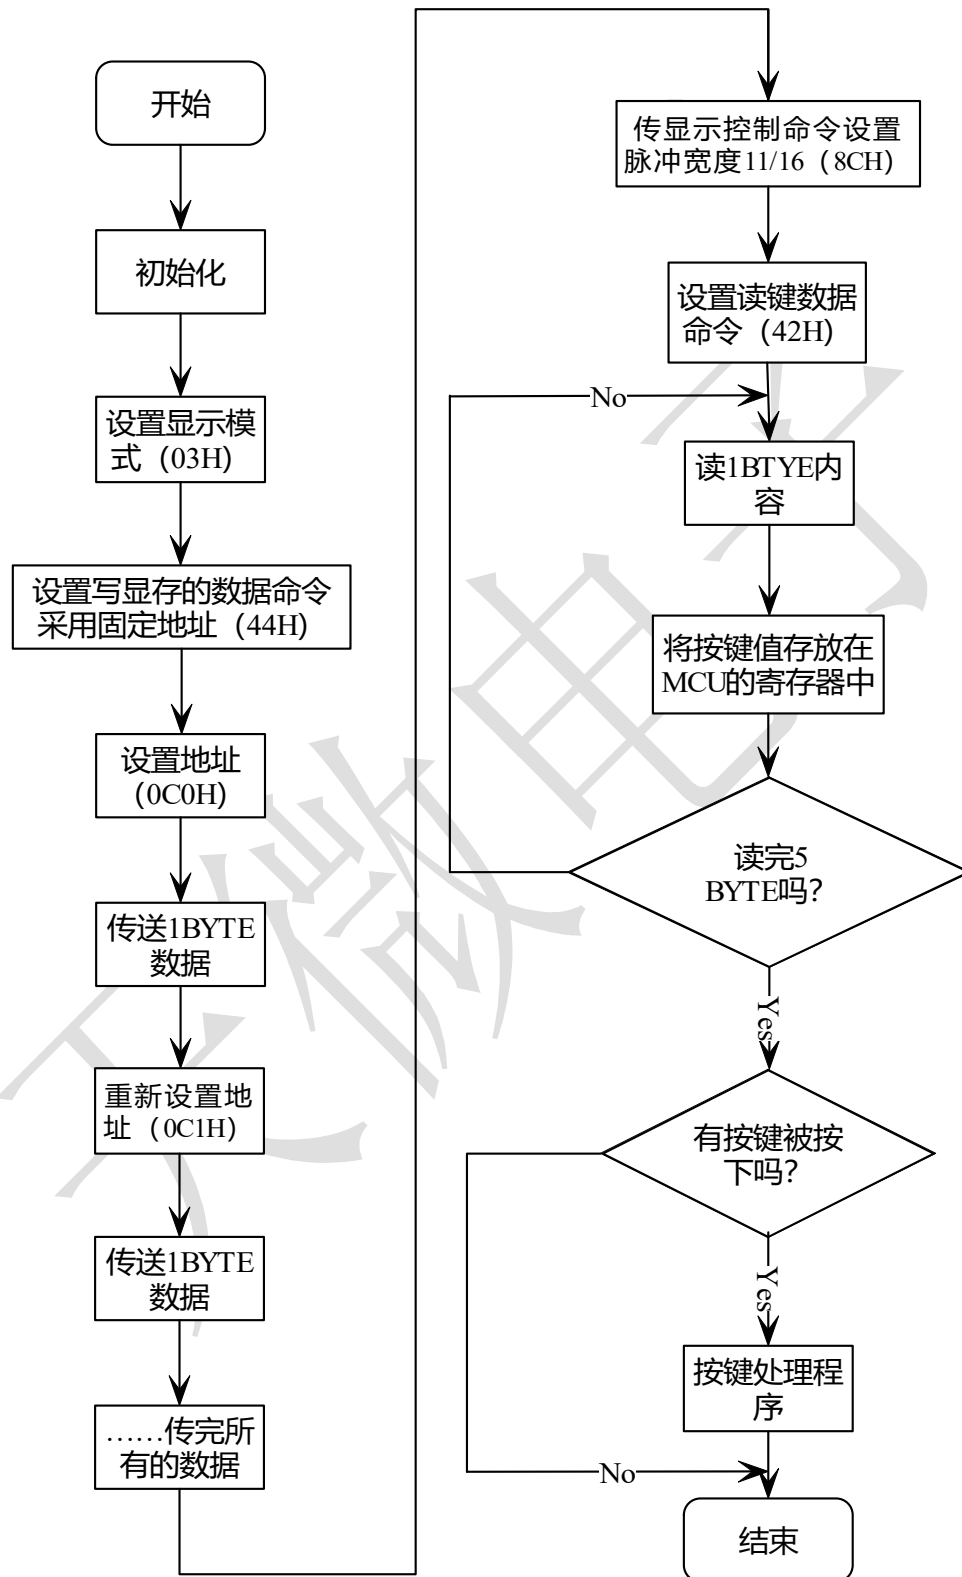 开始
初始化
设置显示模
式（03H）
设置写显存的数据命令
采用固定地址（44H）
设置地址
（0C0H）
传送1BYTE
数据
重新设置地
址（0C1H）
传送1BYTE
数据
……传完所
有的数据
传显示控制命令设置
脉冲宽度11/16（8CH）
设置读键数据
命令（42H）
No
读1BTYE内
容
将按键值存放在
MCU的寄存器中
读完5
BYTE吗？
Yes
有按键被按
下吗？
Yes
按键处理程
序
No
结束
天微电子